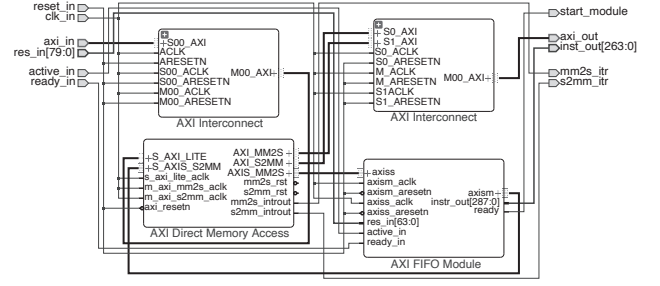 reset_in
clk_in
axi_in
res_in[79:0]
active_in
ready_in
+S00_AXI
ACLK
ARESETN
S00_ACLK
S00_ARESETN
M00_ACLK
M00_ARESETN
M00_AXI+
AXI Interconnect
+S0_AXI
+S1_AXI
ACLK
S0_ACLK
S0_ARESETN
M_ACLK
M_ARESETN
S1ACLK
S1_ARESETN
M00_AXI+
AXI Interconnect
start_module
axi_out
inst_out[263:0]
mm2s_itr
s2mm_itr
+S_AXI_LITE
+S_AXIS_S2MM
s_axi_lite_aclk
m_axi_mm2s_aclk
m_axi_s2mm_aclk
axi_resetn
AXI_MM2S+
AXI_S2MM+
AXIS_MM2S+
mm2s_rst
s2mm_rst
mm2s_introut
s2mm_introut
AXI Direct Memory Access
+axiss
axism_aclk
axism_aresetn
axiss_aclk
axiss_aresetn
res_in[63:0]
active_in
ready_in
axism+
instr_out[287:0]
ready
AXI FIFO Module